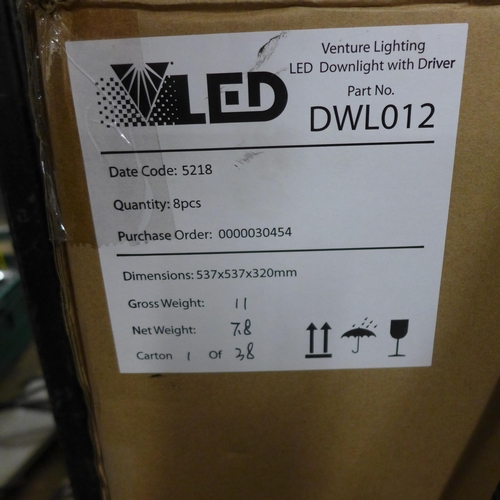 VLED
Venture Lighting
LED Downlight with Driver
Part No.
DWL012
Date Code: 5218
Quantity: 8pcs
Purchase Order: 0000030454
Dimensions: 537x537x320mm
Gross Weight: 11
Net Weight: 7.8
Carton 1 Of 38